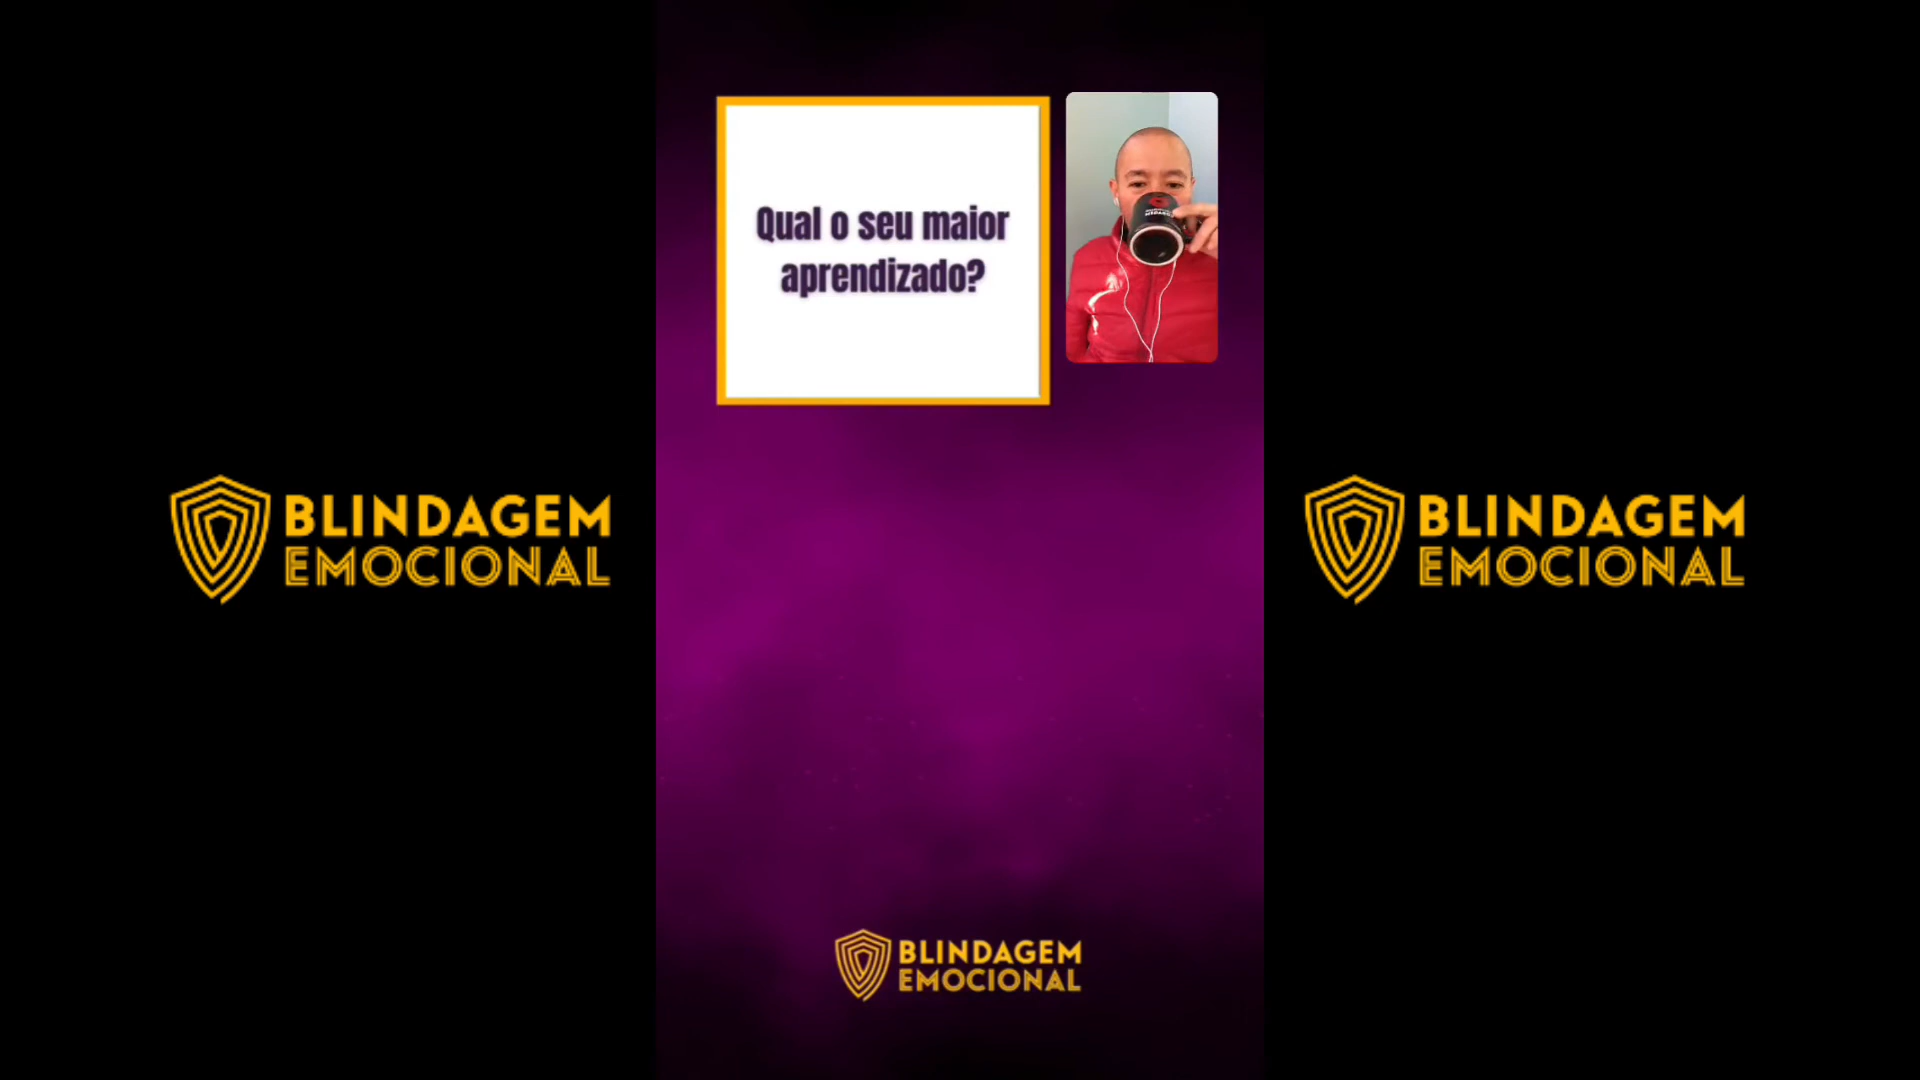 Qual o seu maior
aprendizado?
BLINDAGEM
EMOCIONAL
BLINDAGEM
EMOCIONAL
BLINDAGEM
EMOCIONAL